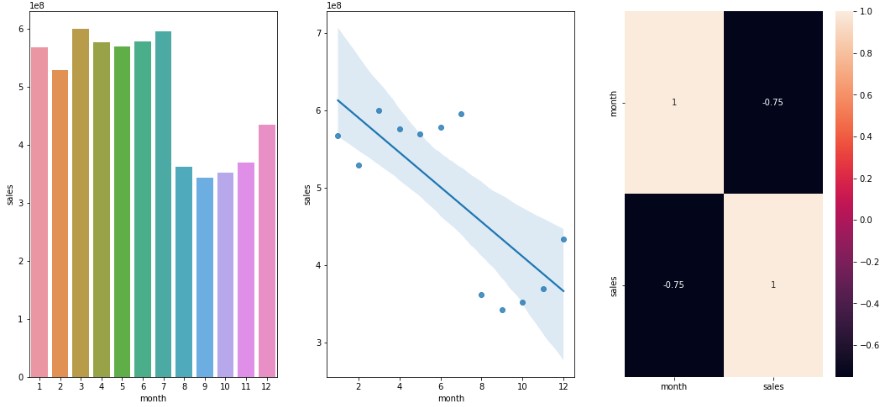 1e8
6
5
4
3
2
1
0
sales
1 2 3 4 5 6 7 8 9 10 11 12
month
1e8
7
6
5
4
3
sales
2 4 6 8 10 12
month
month
sales
1 -0.75
-0.75 1
month sales
1.0
0.8
0.6
0.4
0.2
0.0
−0.2
−0.4
−0.6